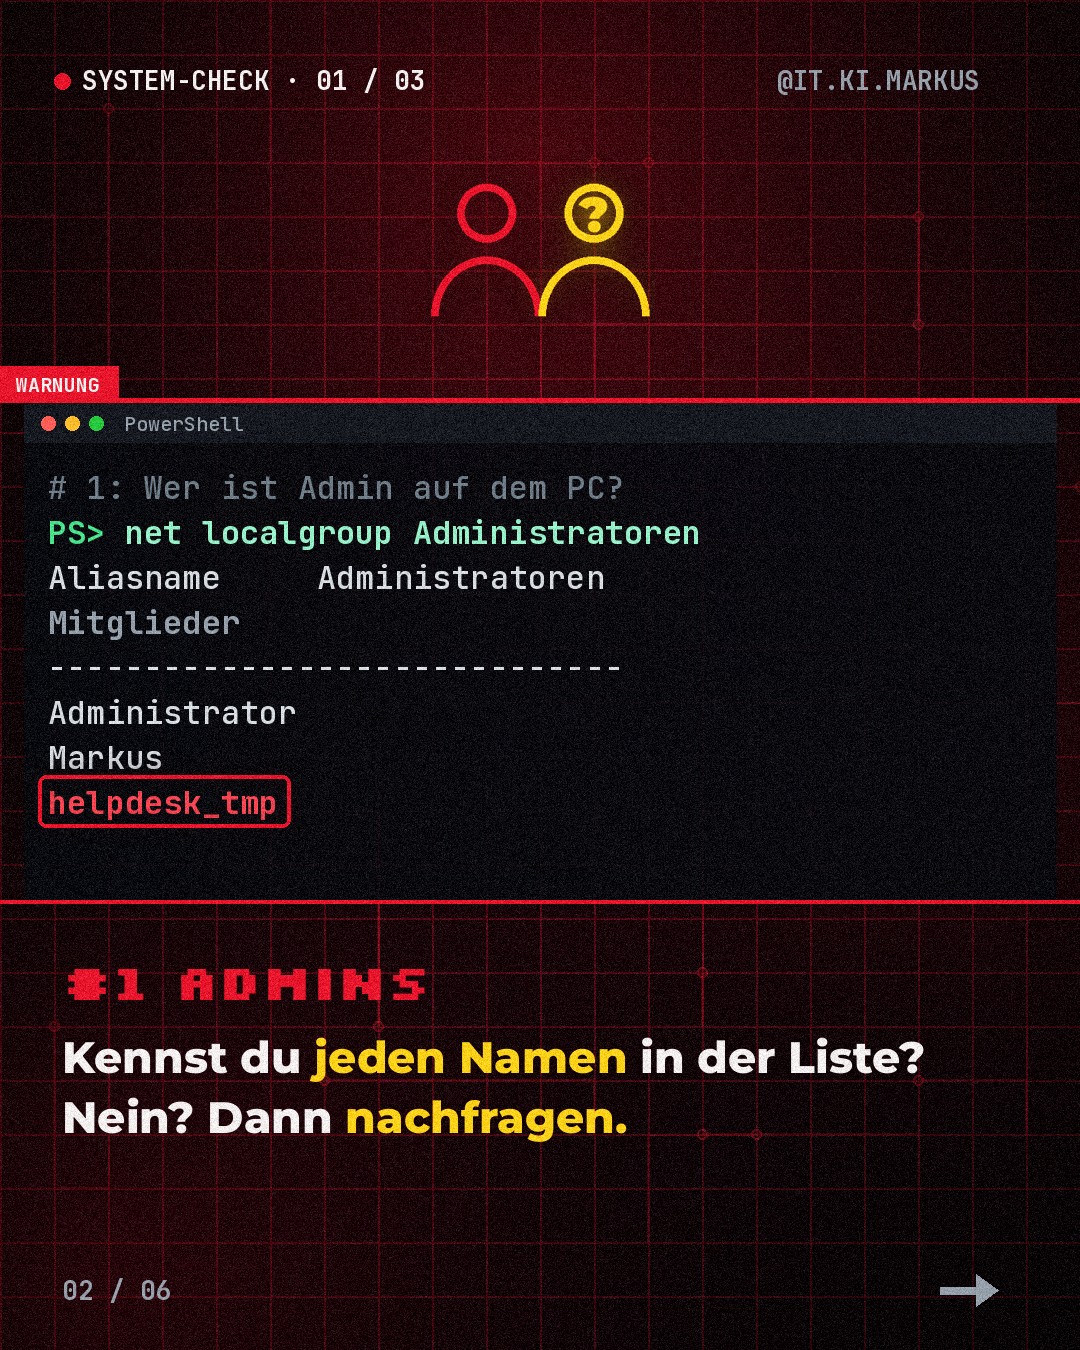 SYSTEM-CHECK · 01 / 03
@IT.KI.MARKUS
?
WARNUNG
PowerShell
# 1: Wer ist Admin auf dem PC?
PS> net localgroup Administratoren
Aliasname     Administratoren
Mitglieder
------------------------------
Administrator
Markus
helpdesk_tmp
#1 ADMINS
Kennst du jeden Namen in der Liste?
Nein? Dann nachfragen.
02 / 06